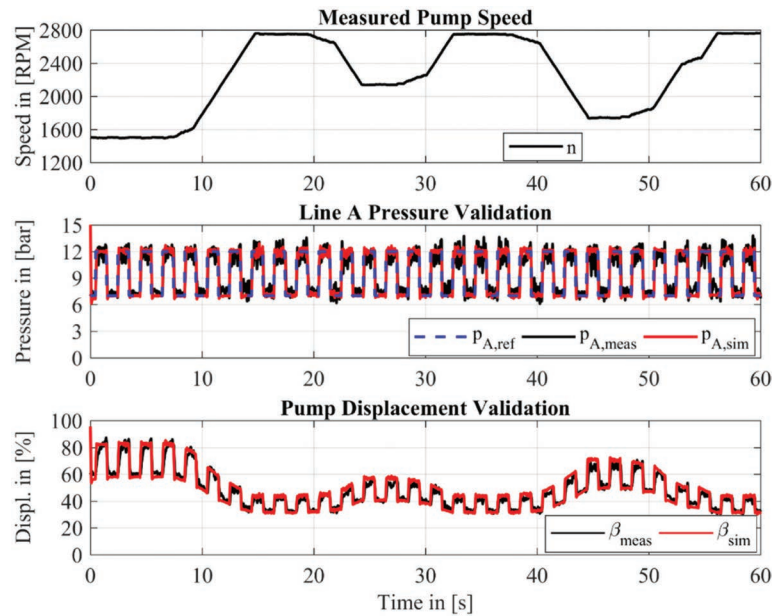 Measured Pump Speed
Speed in [RPM]
2800
2400
2000
1600
1200
n
0 10 20 30 40 50 60
Line A Pressure Validation
Pressure in [bar]
15
12
9
6
3
0
p_A,ref p_A,meas p_A,sim
0 10 20 30 40 50 60
Pump Displacement Validation
Displ. in [%]
100
80
60
40
20
0
β_meas β_sim
0 10 20 30 40 50 60
Time in [s]